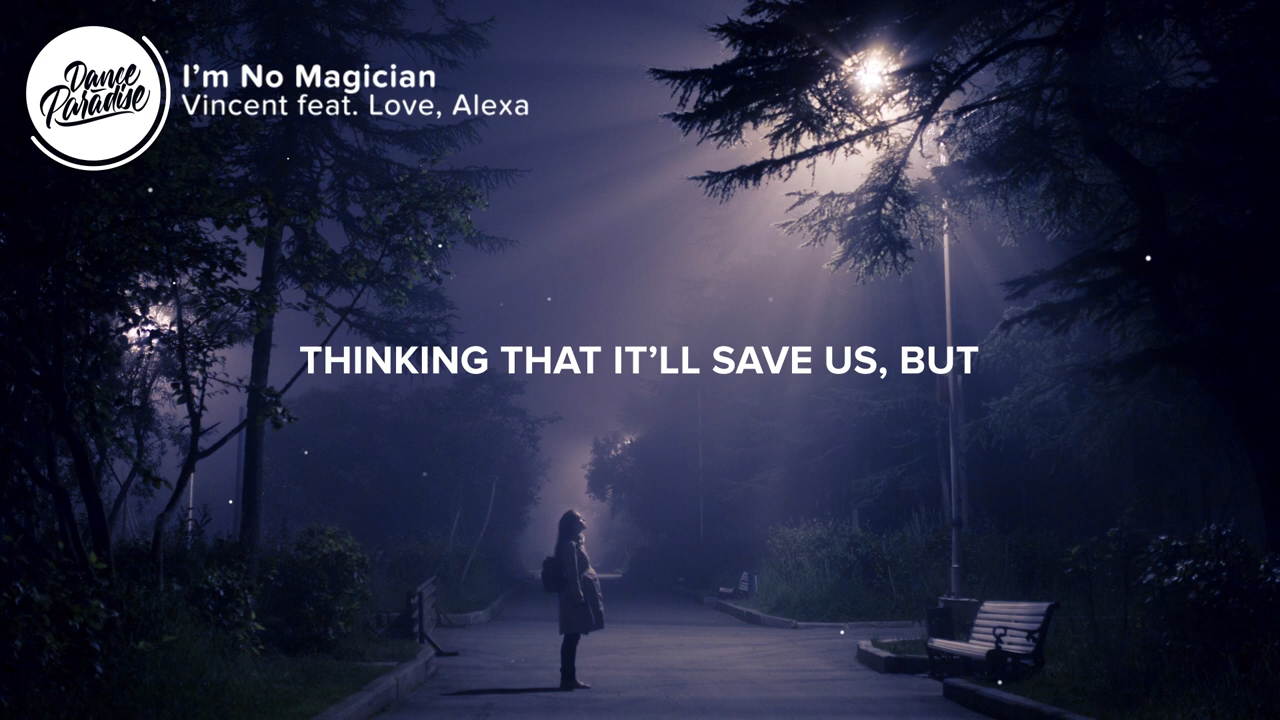 Dance
Paradise
I'm No Magician
Vincent feat. Love, Alexa
THINKING THAT IT'LL SAVE US, BUT